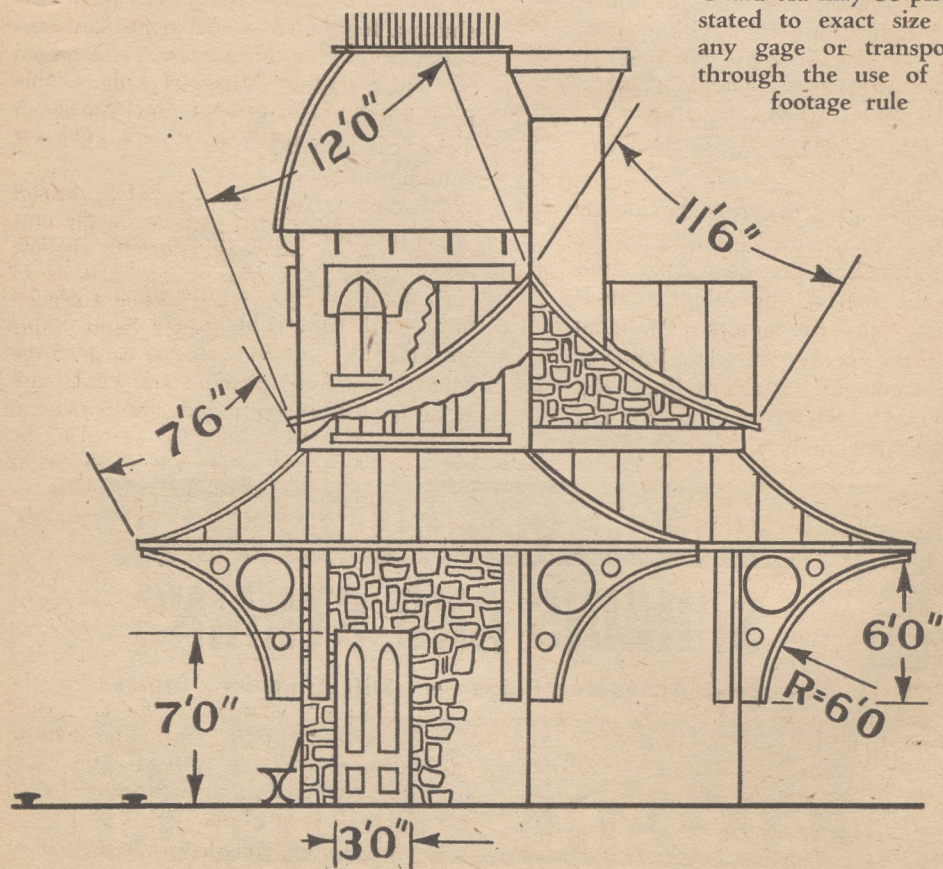 stated to exact size
any gage or transpo
through the use of
footage rule
12'0"
11'6"
7'6"
6'0"
R=6'0
7'0"
3'0"